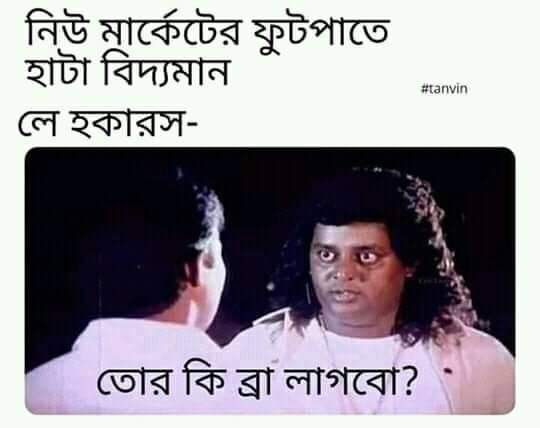 নিউ মার্কেটের ফুটপাতে
হাটা বিদ্যমান
#tanvin
লে হকারস-
তোর কি ব্রা লাগবো?